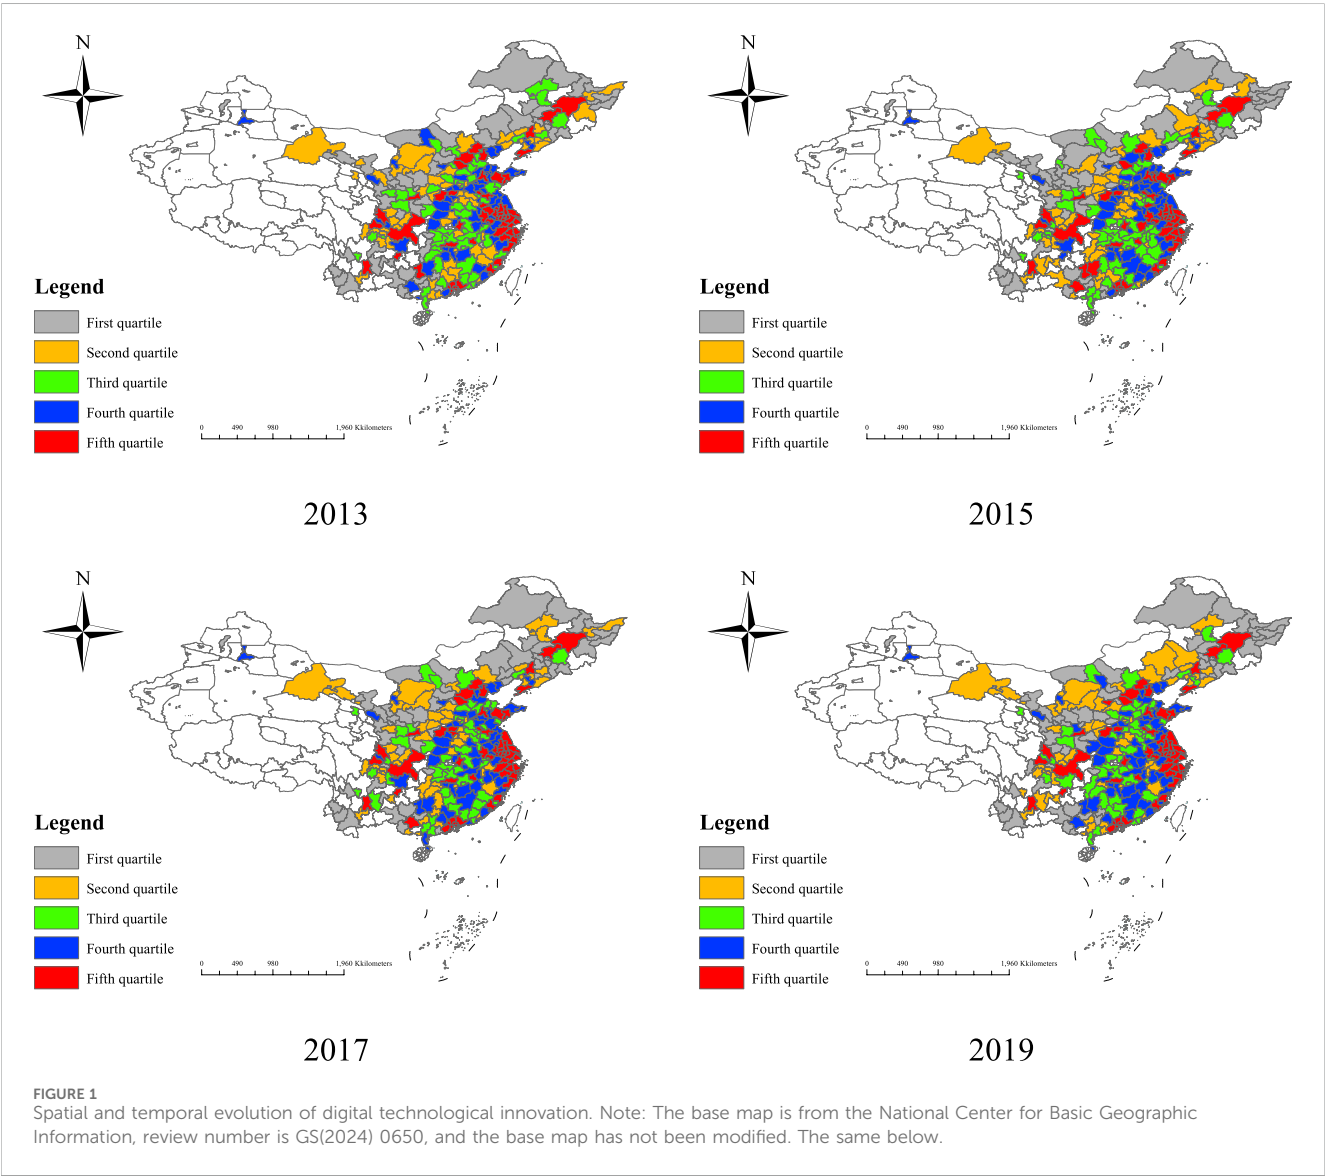 N
Legend
First quartile
Second quartile
Third quartile
Fourth quartile
Fifth quartile
0 490 980 1,960 Kkilometers
2013
N
Legend
First quartile
Second quartile
Third quartile
Fourth quartile
Fifth quartile
0 490 980 1,960 Kkilometers
2015
N
Legend
First quartile
Second quartile
Third quartile
Fourth quartile
Fifth quartile
0 490 980 1,960 Kkilometers
2017
N
Legend
First quartile
Second quartile
Third quartile
Fourth quartile
Fifth quartile
0 490 980 1,960 Kkilometers
2019
FIGURE 1
Spatial and temporal evolution of digital technological innovation. Note: The base map is from the National Center for Basic Geographic
Information, review number is GS(2024) 0650, and the base map has not been modified. The same below.